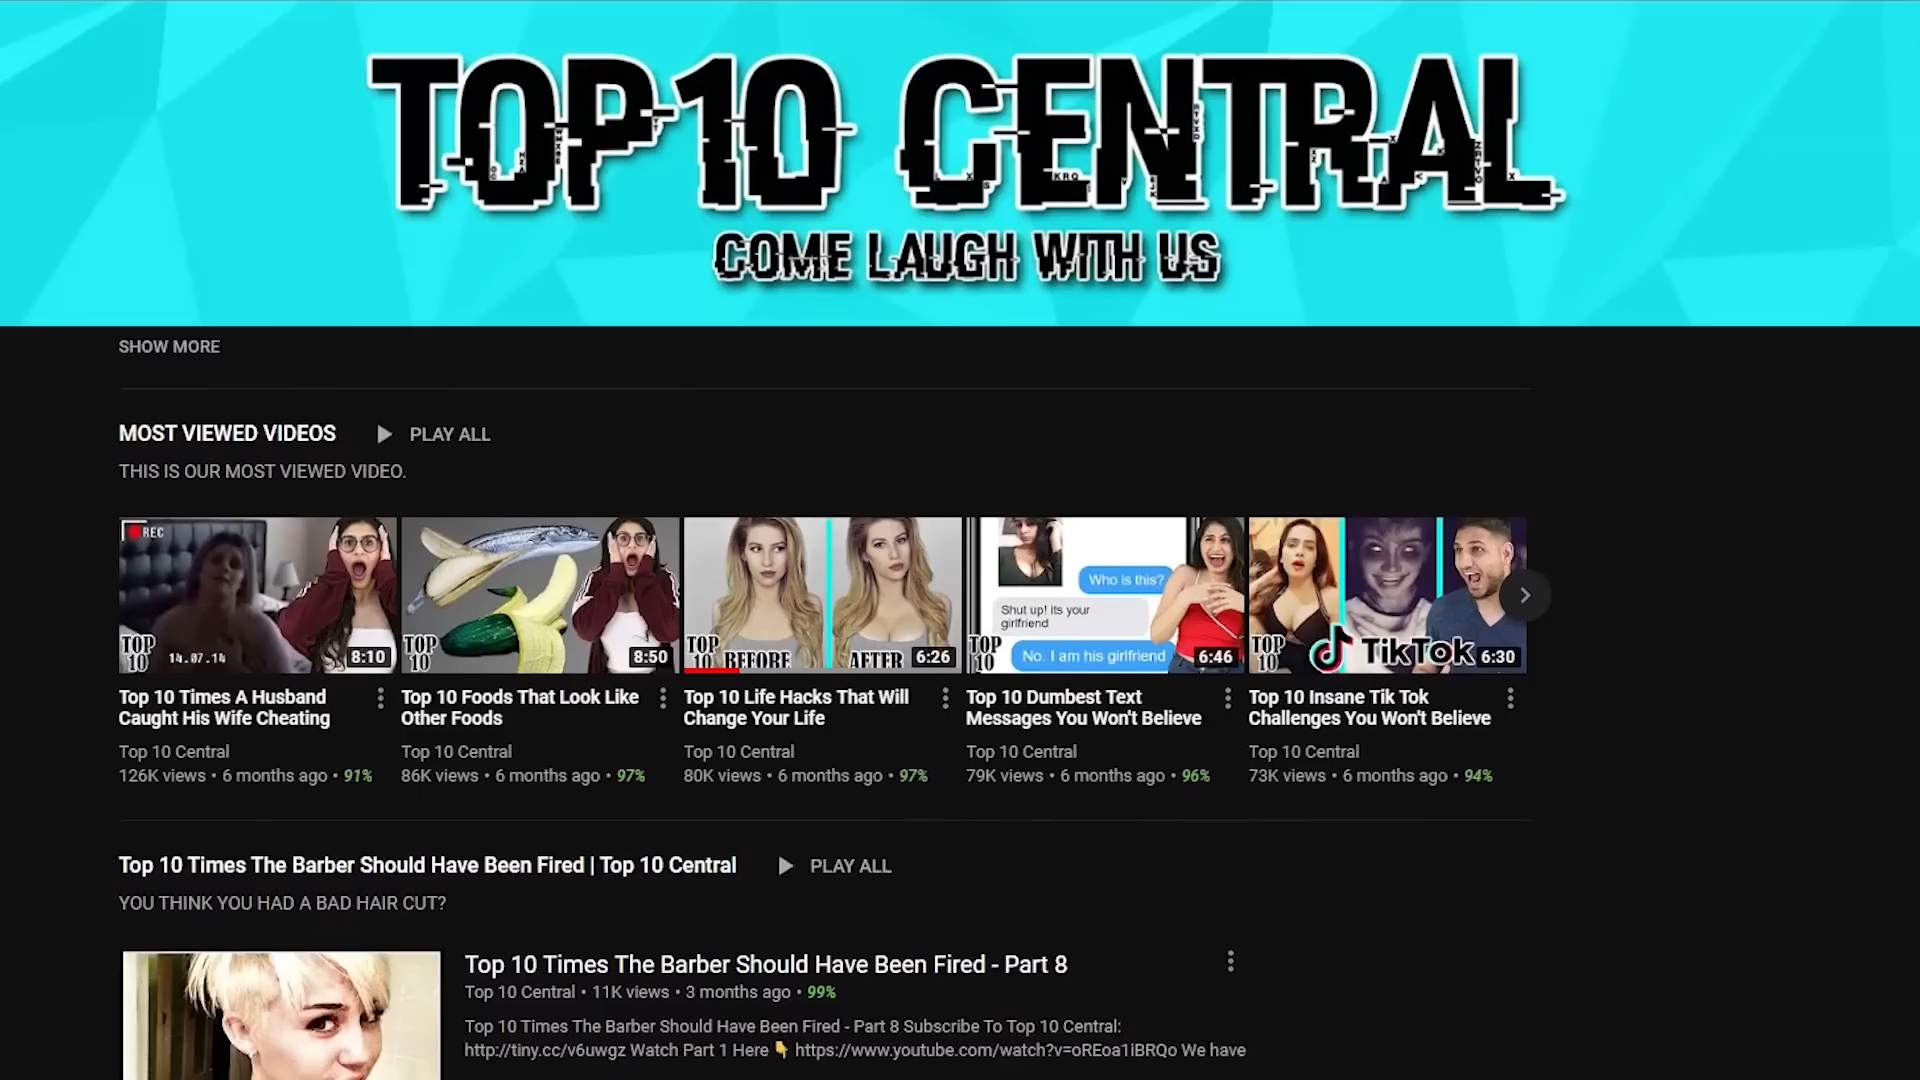 TOP10 CENTRAL
COME LAUGH WITH US
SHOW MORE
MOST VIEWED VIDEOS
PLAY ALL
THIS IS OUR MOST VIEWED VIDEO.
REC
TOP
10
14.07.14
8:10
TOP
10
8:50
TOP
10
BEFORE
AFTER
6:26
Who is this?
Shut up! its your
girlfriend
No. I am his girlfriend
TOP
10
6:46
TOP
10
TikTok
6:30
Top 10 Times A Husband
Caught His Wife Cheating
Top 10 Central
126K views • 6 months ago • 91%
Top 10 Foods That Look Like
Other Foods
Top 10 Central
86K views • 6 months ago • 97%
Top 10 Life Hacks That Will
Change Your Life
Top 10 Central
80K views • 6 months ago • 97%
Top 10 Dumbest Text
Messages You Won't Believe
Top 10 Central
79K views • 6 months ago • 96%
Top 10 Insane Tik Tok
Challenges You Won't Believe
Top 10 Central
73K views • 6 months ago • 94%
Top 10 Times The Barber Should Have Been Fired | Top 10 Central
PLAY ALL
YOU THINK YOU HAD A BAD HAIR CUT?
Top 10 Times The Barber Should Have Been Fired - Part 8
Top 10 Central • 11K views • 3 months ago • 99%
Top 10 Times The Barber Should Have Been Fired - Part 8 Subscribe To Top 10 Central:
http://tiny.cc/v6uwgz Watch Part 1 Here 👇 https://www.youtube.com/watch?v=oREoa1iBRQo We have